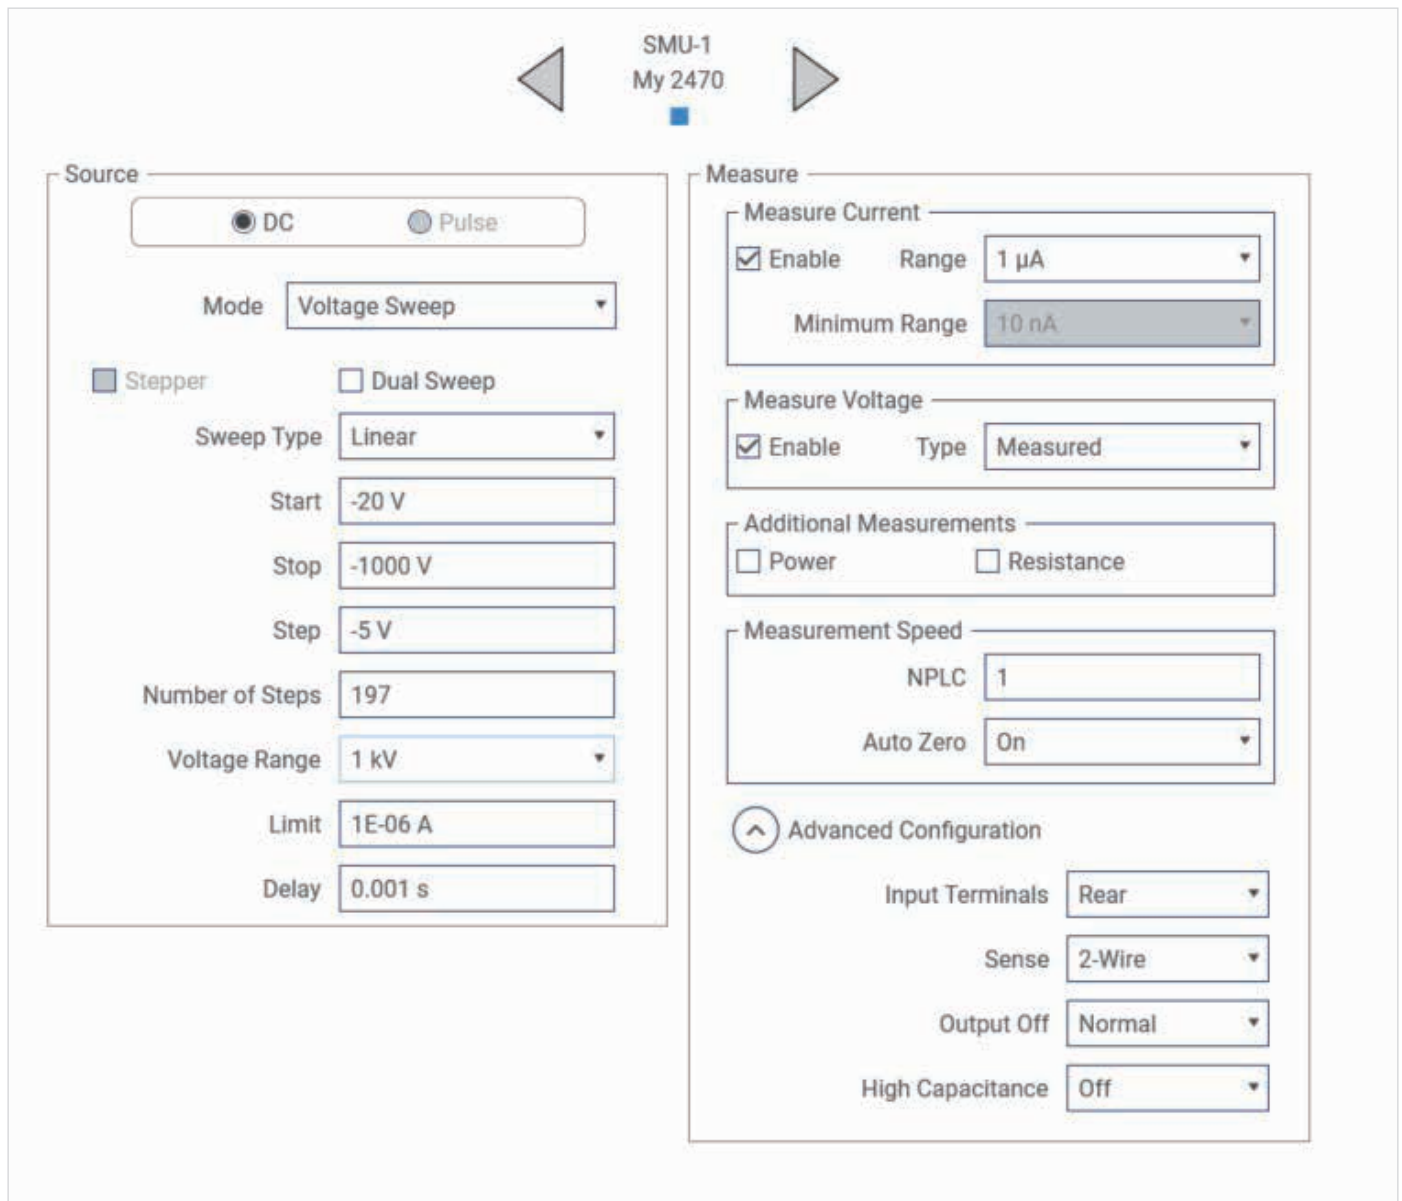 SMU-1
My 2470
Source
DC Pulse
Mode Voltage Sweep
Stepper Dual Sweep
Sweep Type Linear
Start -20 V
Stop -1000 V
Step -5 V
Number of Steps 197
Voltage Range 1 kV
Limit 1E-06 A
Delay 0.001 s
Measure
Measure Current
Enable Range 1 µA
Minimum Range 10 nA
Measure Voltage
Enable Type Measured
Additional Measurements
Power Resistance
Measurement Speed
NPLC 1
Auto Zero On
Advanced Configuration
Input Terminals Rear
Sense 2-Wire
Output Off Normal
High Capacitance Off